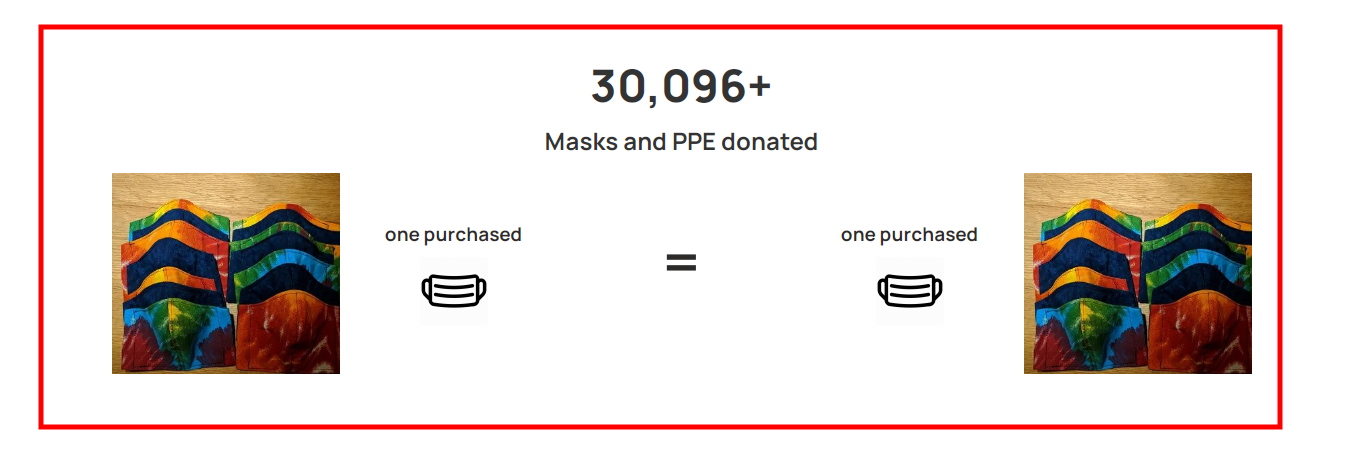 30,096+
Masks and PPE donated
one purchased
=
one purchased